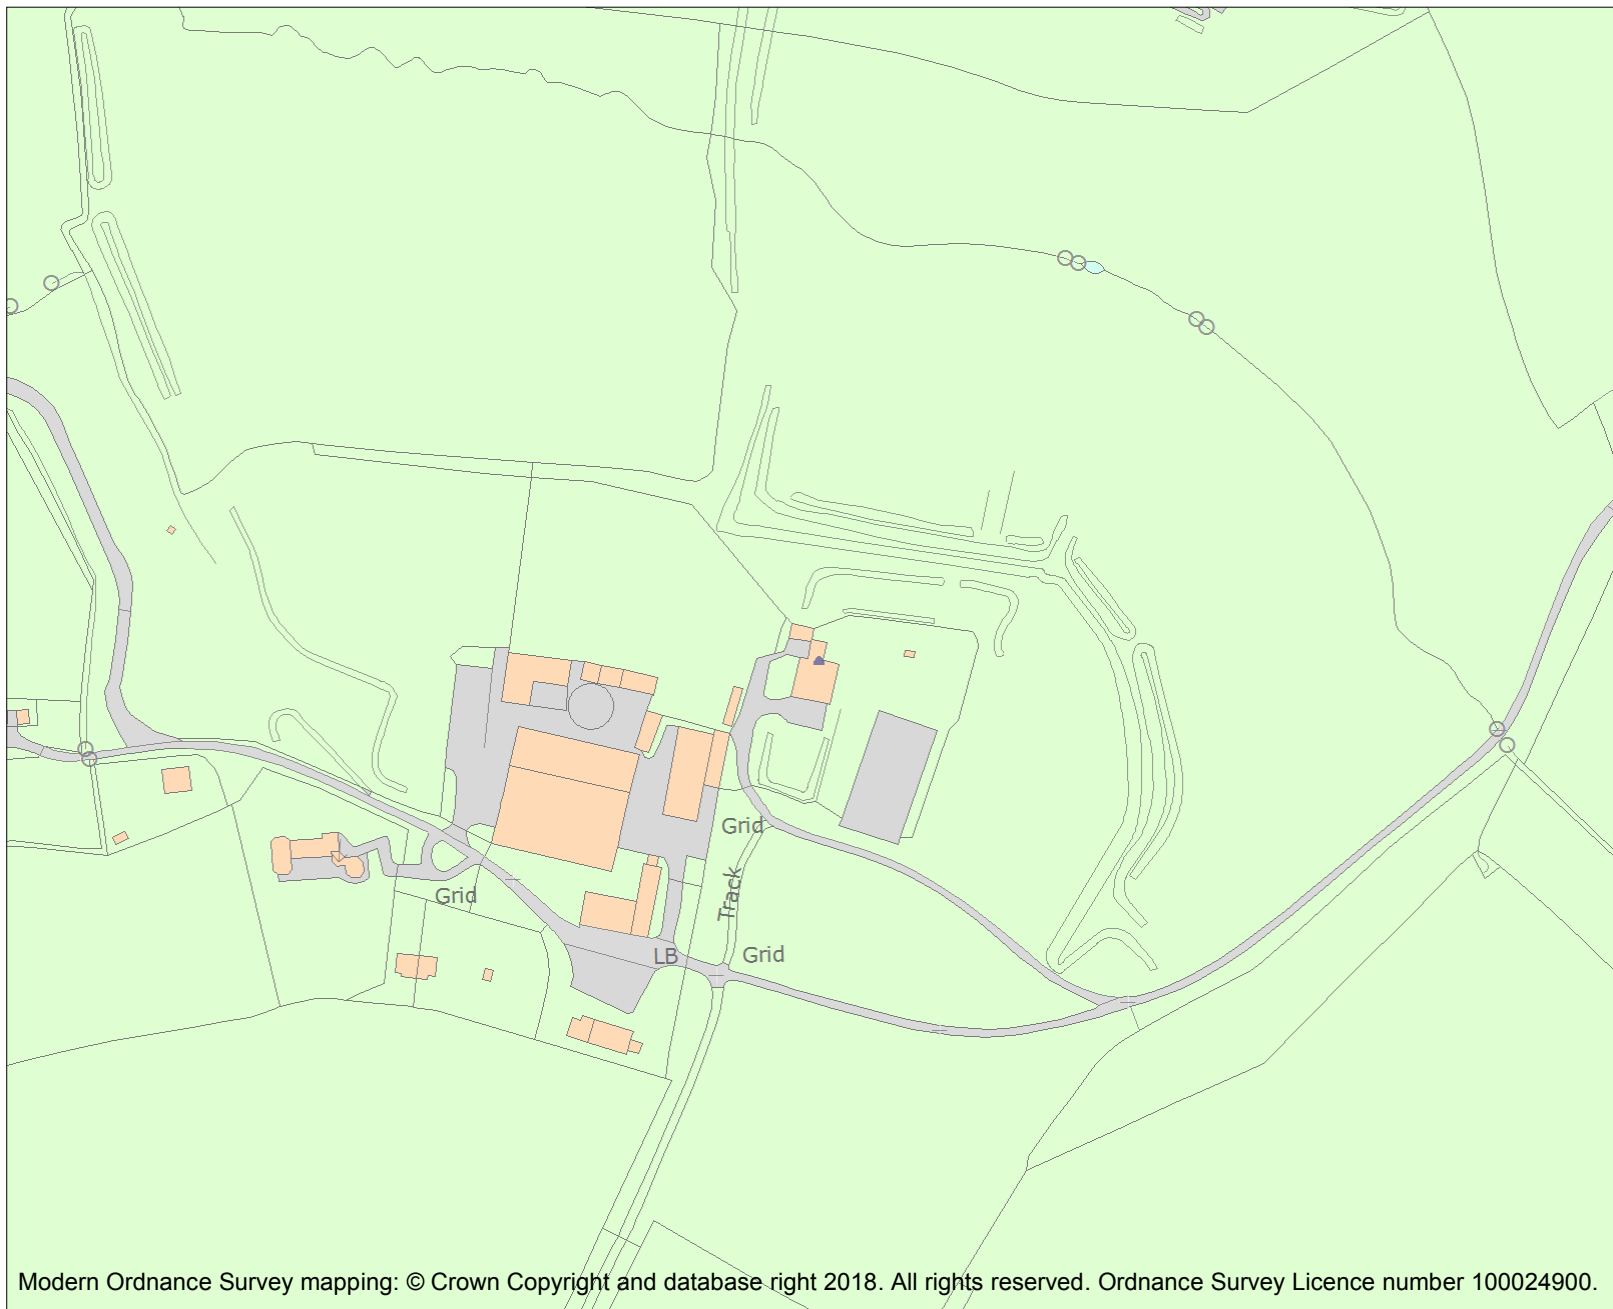 Grid
Track
Grid
LB
Grid
Modern Ordnance Survey mapping: © Crown Copyright and database right 2018. All rights reserved. Ordnance Survey Licence number 100024900.